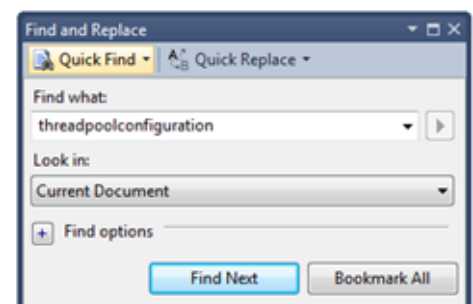 Find and Replace
Quick Find Quick Replace
Find what:
threadpoolconfiguration
Look in:
Current Document
Find options
Find Next Bookmark All